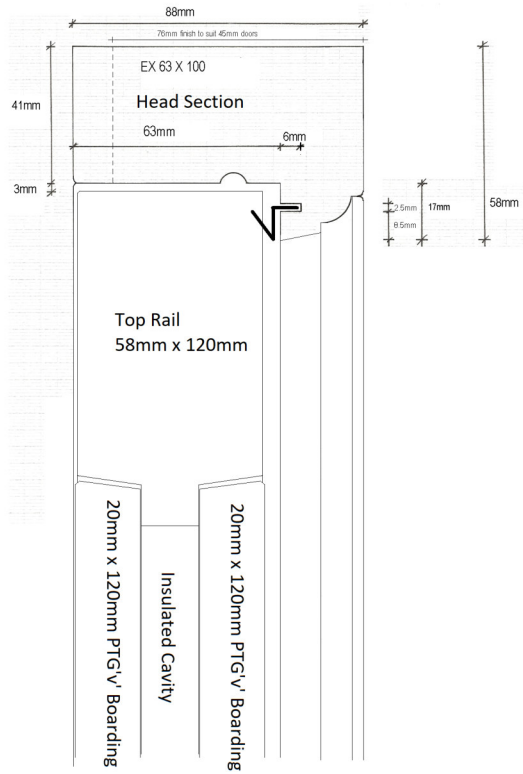 88mm
76mm finish to suit 45mm doors
EX 63 X 100
Head Section
41mm
63mm
6mm
3mm
2.5mm
17mm
58mm
6.5mm
Top Rail
58mm x 120mm
20mm x 120mm PTG'v' Boarding
Insulated Cavity
20mm x 120mm PTG'v' Boarding